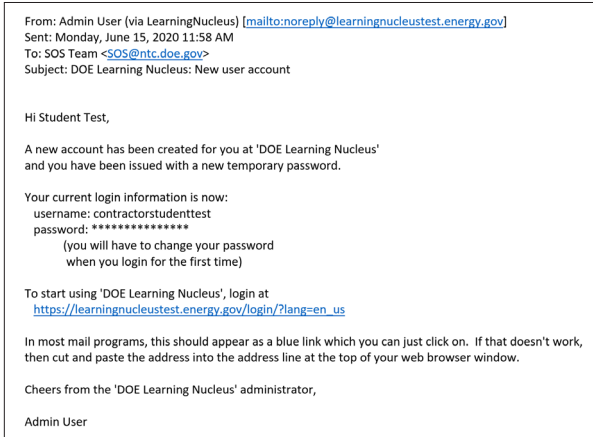 From: Admin User (via LearningNucleus) [mailto:noreply@learningnucleustest.energy.gov]
Sent: Monday, June 15, 2020 11:58 AM
To: SOS Team <SOS@ntc.doe.gov>
Subject: DOE Learning Nucleus: New user account
Hi Student Test,
A new account has been created for you at 'DOE Learning Nucleus'
and you have been issued with a new temporary password.
Your current login information is now:
username: contractorstudenttest
password: ***************
(you will have to change your password
when you login for the first time)
To start using 'DOE Learning Nucleus', login at
https://learningnucleustest.energy.gov/login/?lang=en_us
In most mail programs, this should appear as a blue link which you can just click on.  If that doesn't work,
then cut and paste the address into the address line at the top of your web browser window.
Cheers from the 'DOE Learning Nucleus' administrator,
Admin User